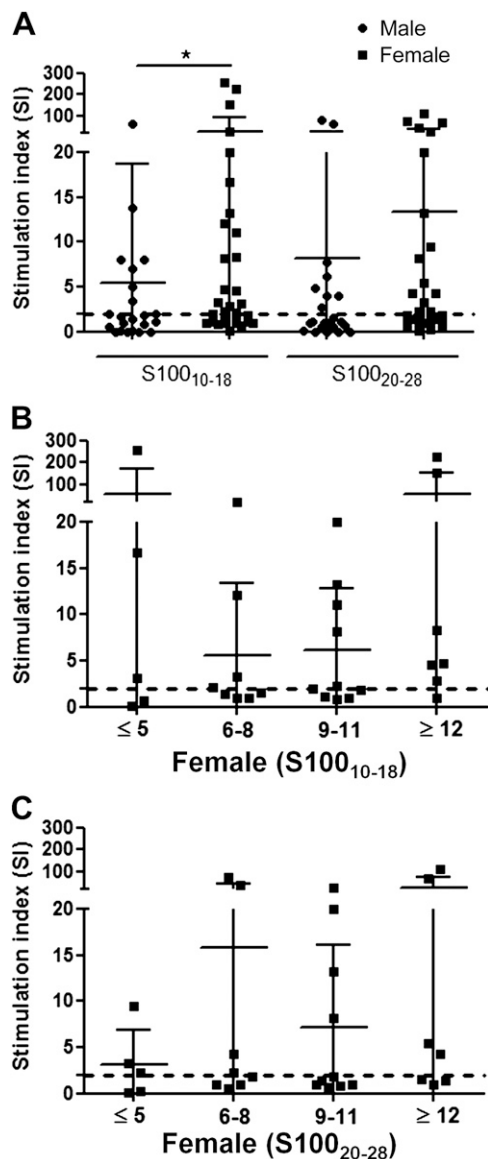 A
● Male
■ Female
*
Stimulation index (SI)
300
200
100
20
15
10
5
0
S100₁₀₋₁₈ S100₂₀₋₂₈
B
Stimulation index (SI)
300
200
100
20
15
10
5
0
≤ 5 6-8 9-11 ≥ 12
Female (S100₁₀₋₁₈)
C
Stimulation index (SI)
300
200
100
20
15
10
5
0
≤ 5 6-8 9-11 ≥ 12
Female (S100₂₀₋₂₈)